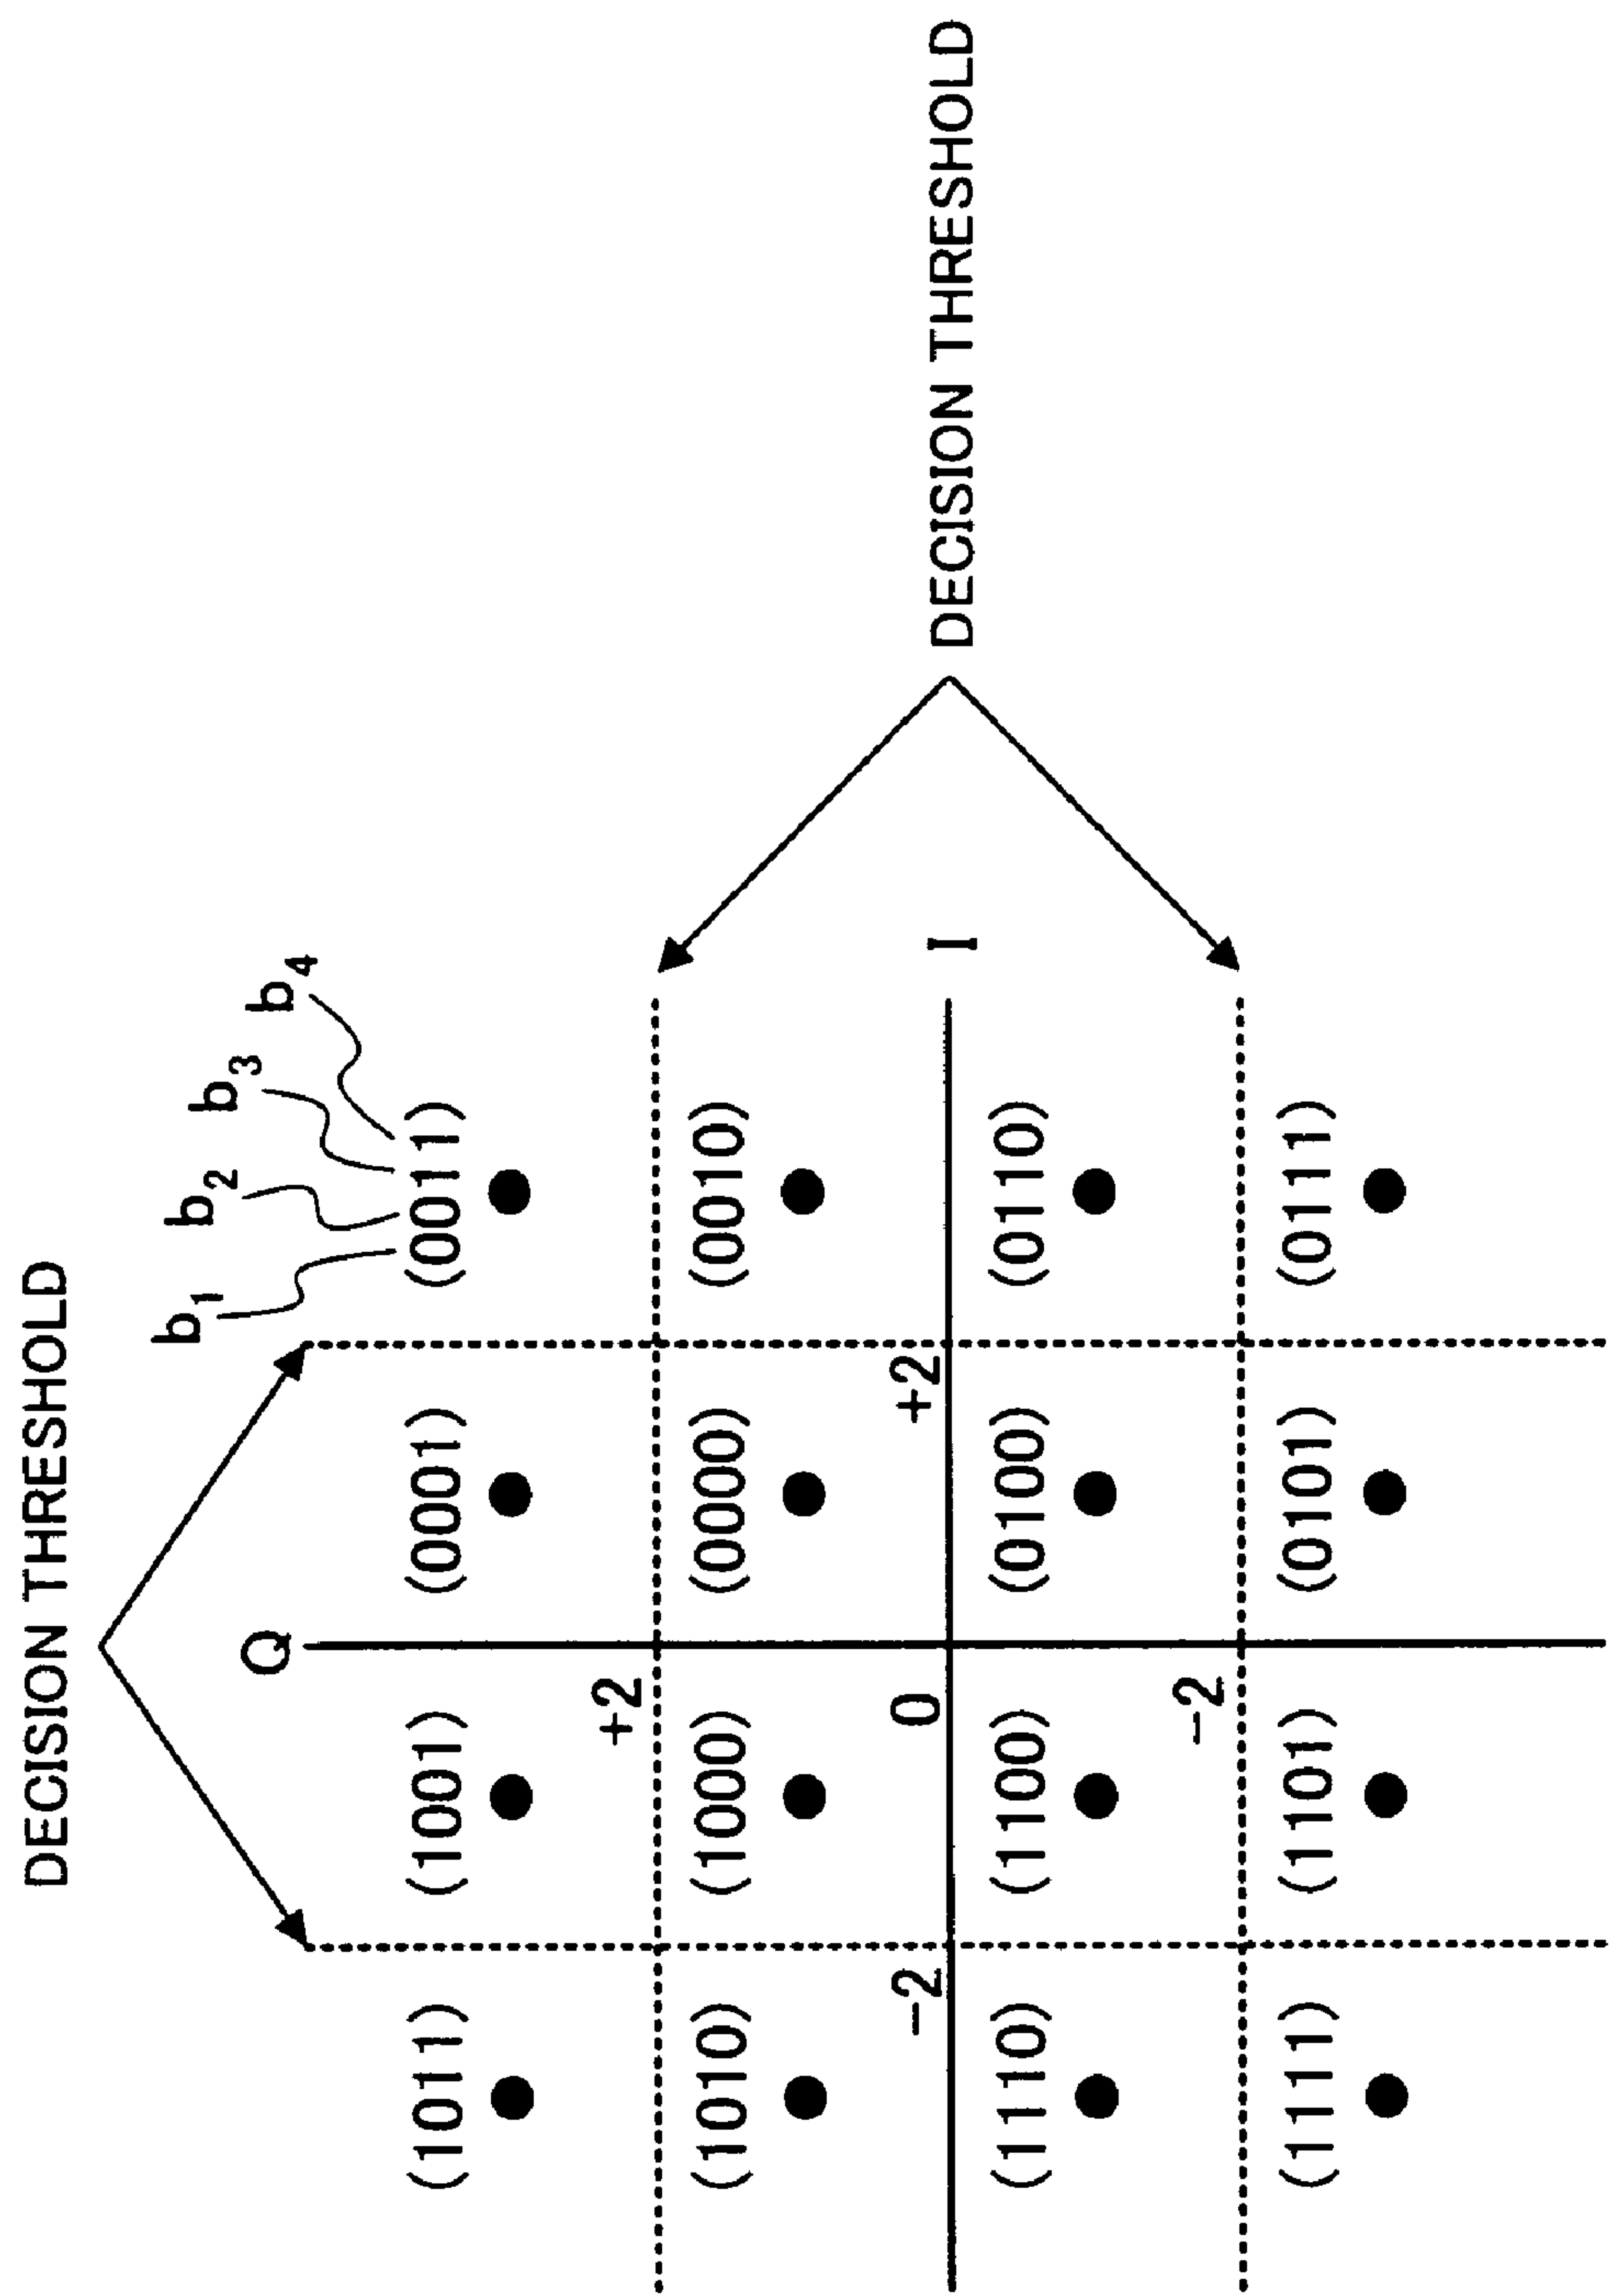 DECISION THRESHOLD
b1 b2 b3 b4
Q
(1011) (1001) (0001) (0011)
+2
(1010) (1000) (0000) (0010)
-2 0 +2 I DECISION THRESHOLD
(1110) (1100) (0100) (0110)
-2
(1111) (1101) (0101) (0111)